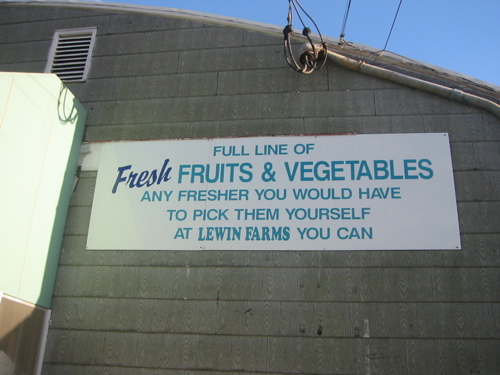 FULL LINE OF
Fresh FRUITS & VEGETABLES
ANY FRESHER YOU WOULD HAVE
TO PICK THEM YOURSELF
AT LEWIN FARMS YOU CAN